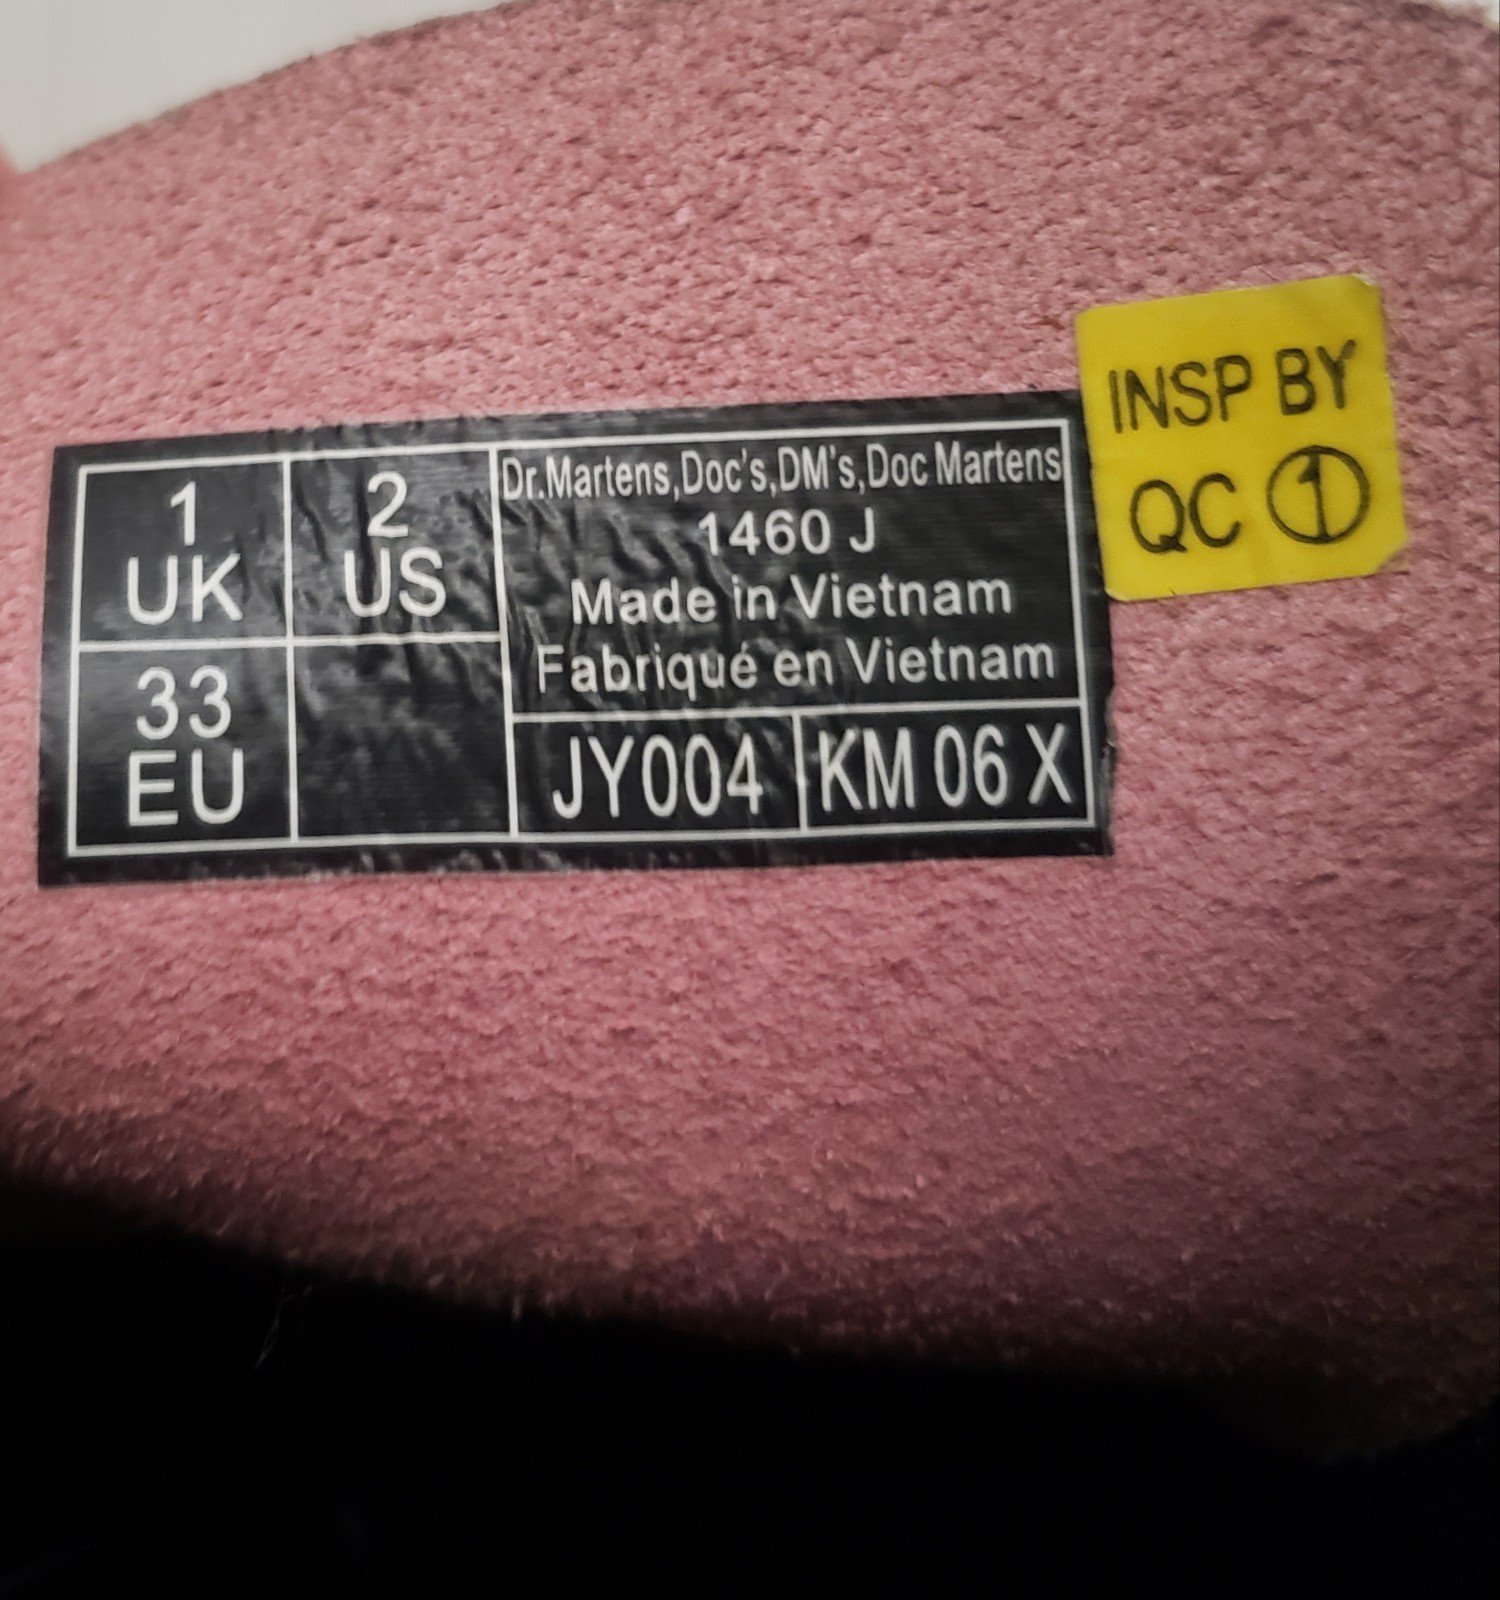 1
UK
2
US
33
EU
Dr.Martens,Doc's,DM's,Doc Martens
1460 J
Made in Vietnam
Fabriqué en Vietnam
JY004
KM 06 X
INSP BY
QC 1